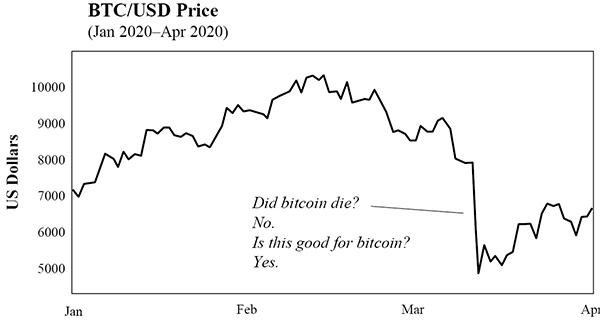 BTC/USD Price
(Jan 2020–Apr 2020)
US Dollars
10000
9000
8000
7000
6000
5000
Did bitcoin die?
No.
Is this good for bitcoin?
Yes.
Jan Feb Mar Apr